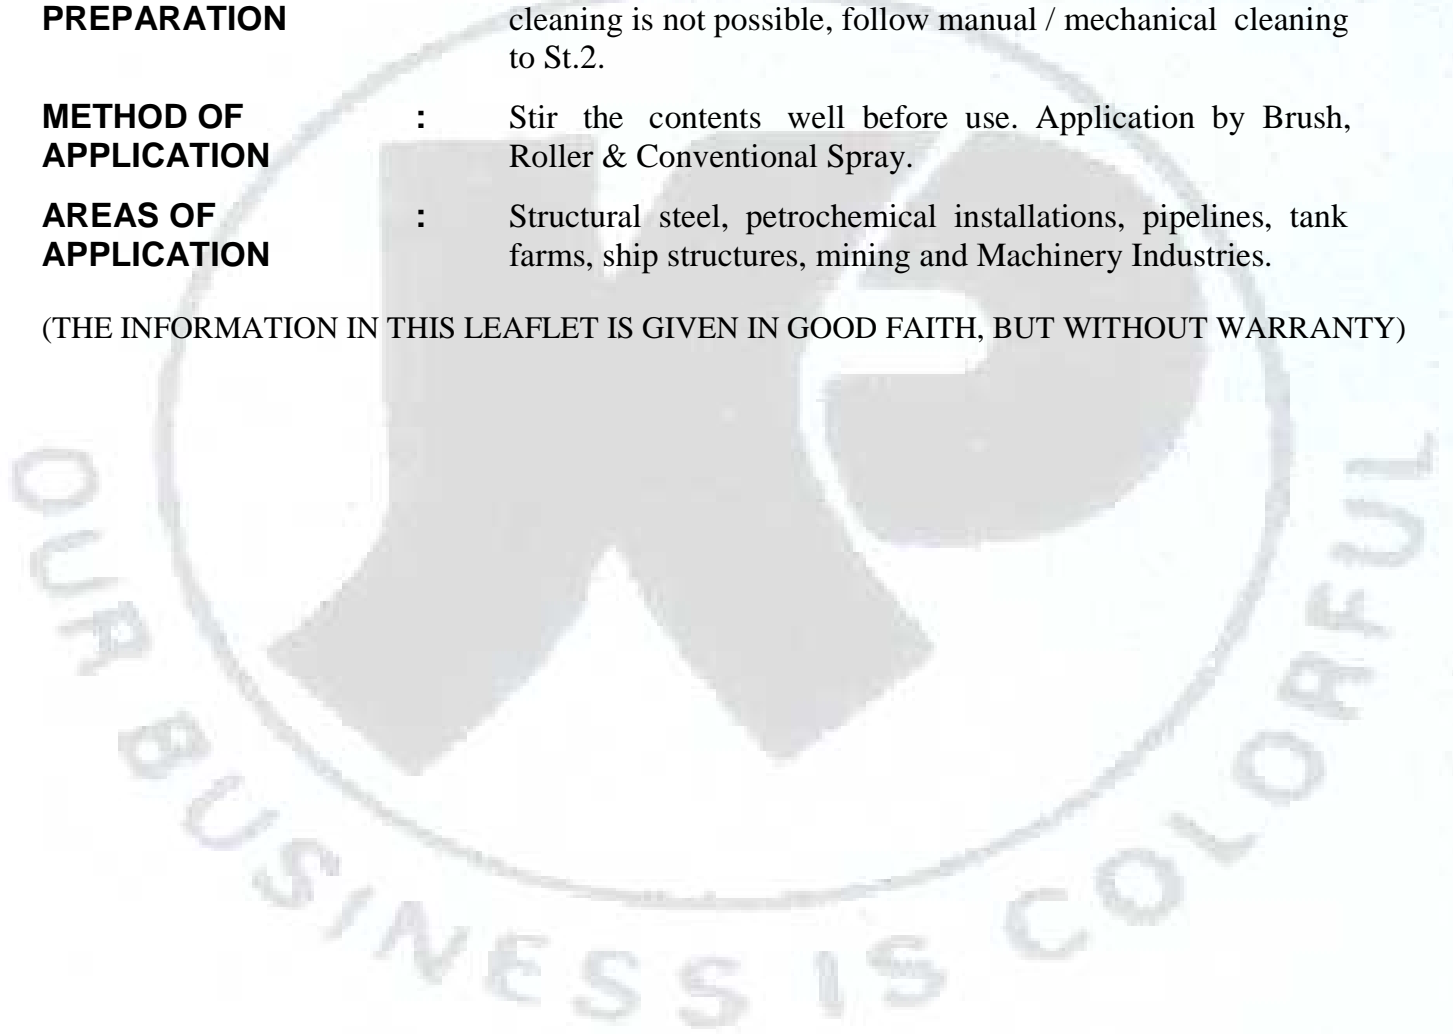 PREPARATION cleaning is not possible, follow manual / mechanical cleaning
to St.2.
METHOD OF : Stir the contents well before use. Application by Brush,
APPLICATION Roller & Conventional Spray.
AREAS OF : Structural steel, petrochemical installations, pipelines, tank
APPLICATION farms, ship structures, mining and Machinery Industries.
(THE INFORMATION IN THIS LEAFLET IS GIVEN IN GOOD FAITH, BUT WITHOUT WARRANTY)
OUR BUSINESS IS COLORFUL